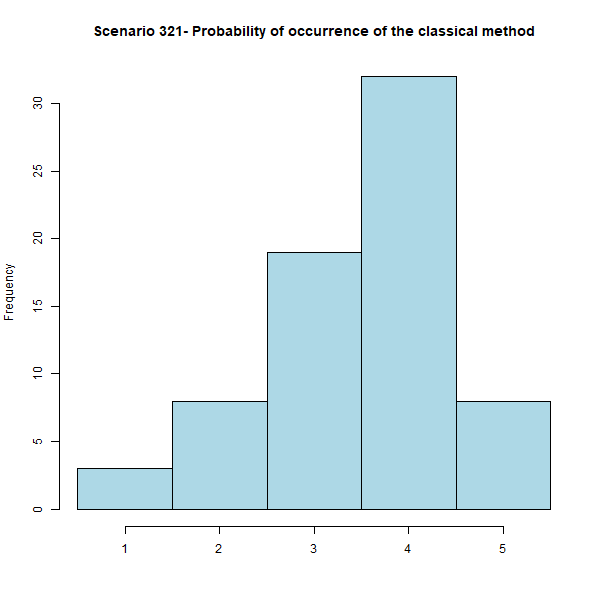 Scenario 321- Probability of occurrence of the classical method
Frequency
30
25
20
15
10
5
0
1 2 3 4 5